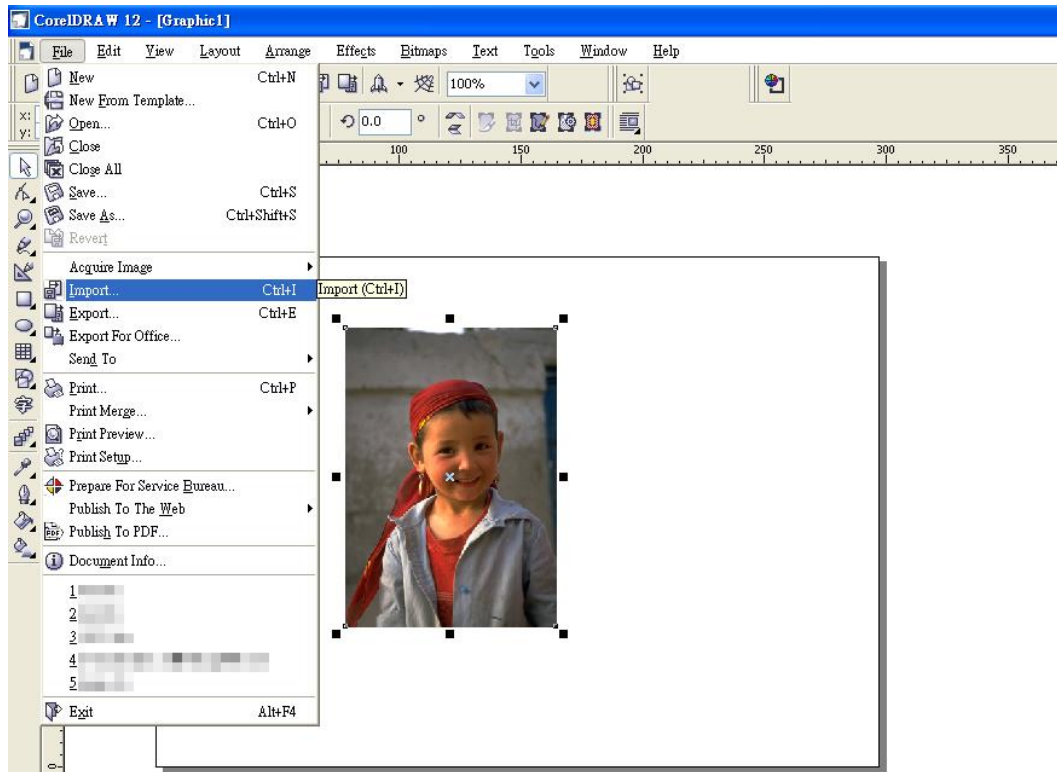 CorelDRAW 12 - [Graphic1]
File Edit View Layout Arrange Effects Bitmaps Text Tools Window Help
100%
x:
y:
0.0 °
100 150 200 250 300 350
New Ctrl+N
New From Template...
Open... Ctrl+O
Close
Close All
Save... Ctrl+S
Save As... Ctrl+Shift+S
Revert
Acquire Image
Import... Ctrl+I
Import (Ctrl+I)
Export... Ctrl+E
Export For Office...
Send To
Print... Ctrl+P
Print Merge...
Print Preview...
Print Setup...
Prepare For Service Bureau...
Publish To The Web
Publish To PDF...
Document Info...
1
2
3
4
5
Exit Alt+F4
0